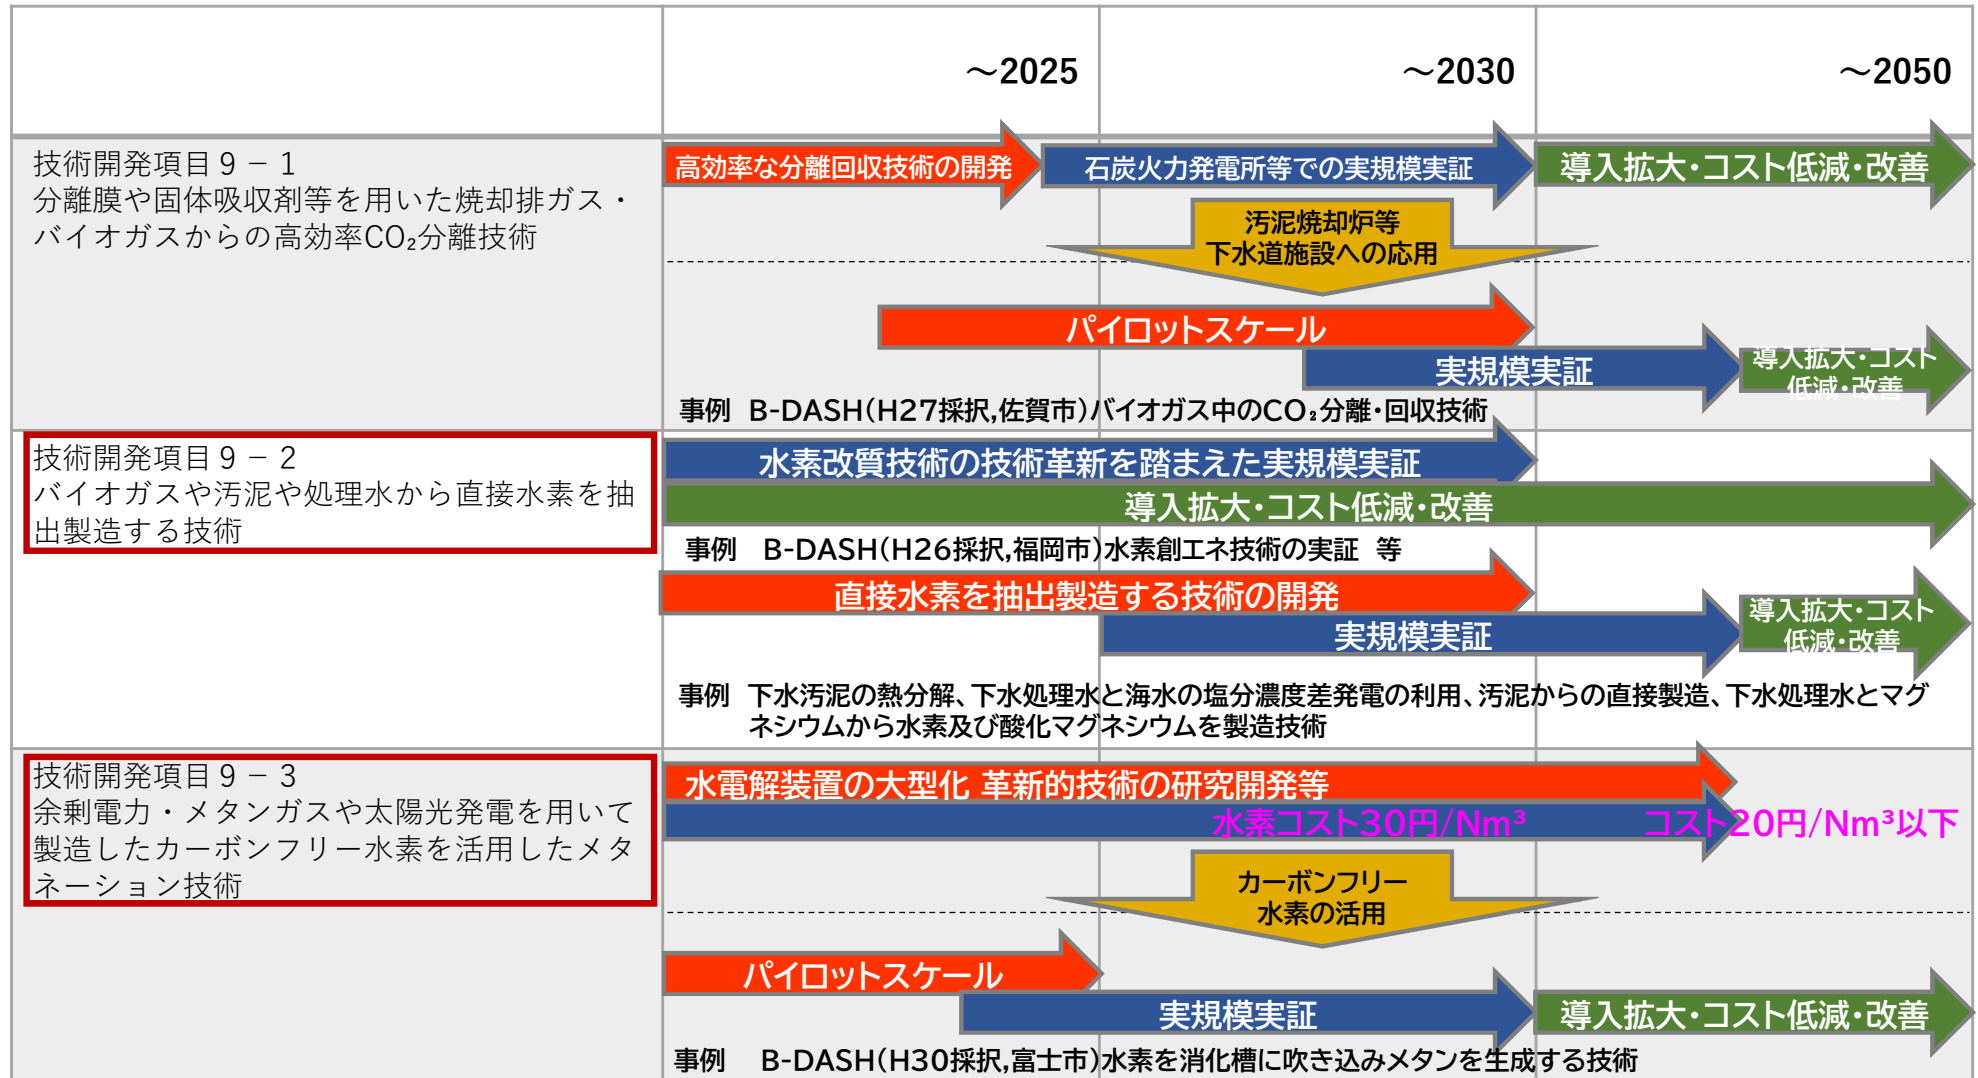 ～2025
～2030
～2050
技術開発項目９－１
分離膜や固体吸収剤等を用いた焼却排ガス・
バイオガスからの高効率CO₂分離技術
高効率な分離回収技術の開発
石炭火力発電所等での実規模実証
導入拡大・コスト低減・改善
汚泥焼却炉等
下水道施設への応用
パイロットスケール
実規模実証
導入拡大・コスト
低減・改善
事例　B-DASH（H27採択,佐賀市）バイオガス中のCO₂分離・回収技術
技術開発項目９－２
バイオガスや汚泥や処理水から直接水素を抽
出製造する技術
水素改質技術の技術革新を踏まえた実規模実証
導入拡大・コスト低減・改善
事例　B-DASH（H26採択,福岡市）水素創エネ技術の実証　等
直接水素を抽出製造する技術の開発
実規模実証
導入拡大・コスト
低減・改善
事例　下水汚泥の熱分解、下水処理水と海水の塩分濃度差発電の利用、汚泥からの直接製造、下水処理水とマグ
ネシウムから水素及び酸化マグネシウムを製造技術
技術開発項目９－３
余剰電力・メタンガスや太陽光発電を用いて
製造したカーボンフリー水素を活用したメタ
ネーション技術
水電解装置の大型化 革新的技術の研究開発等
水素コスト30円/Nm³
コスト20円/Nm³以下
カーボンフリー
水素の活用
パイロットスケール
実規模実証
導入拡大・コスト低減・改善
事例　B-DASH（H30採択,富士市）水素を消化槽に吹き込みメタンを生成する技術